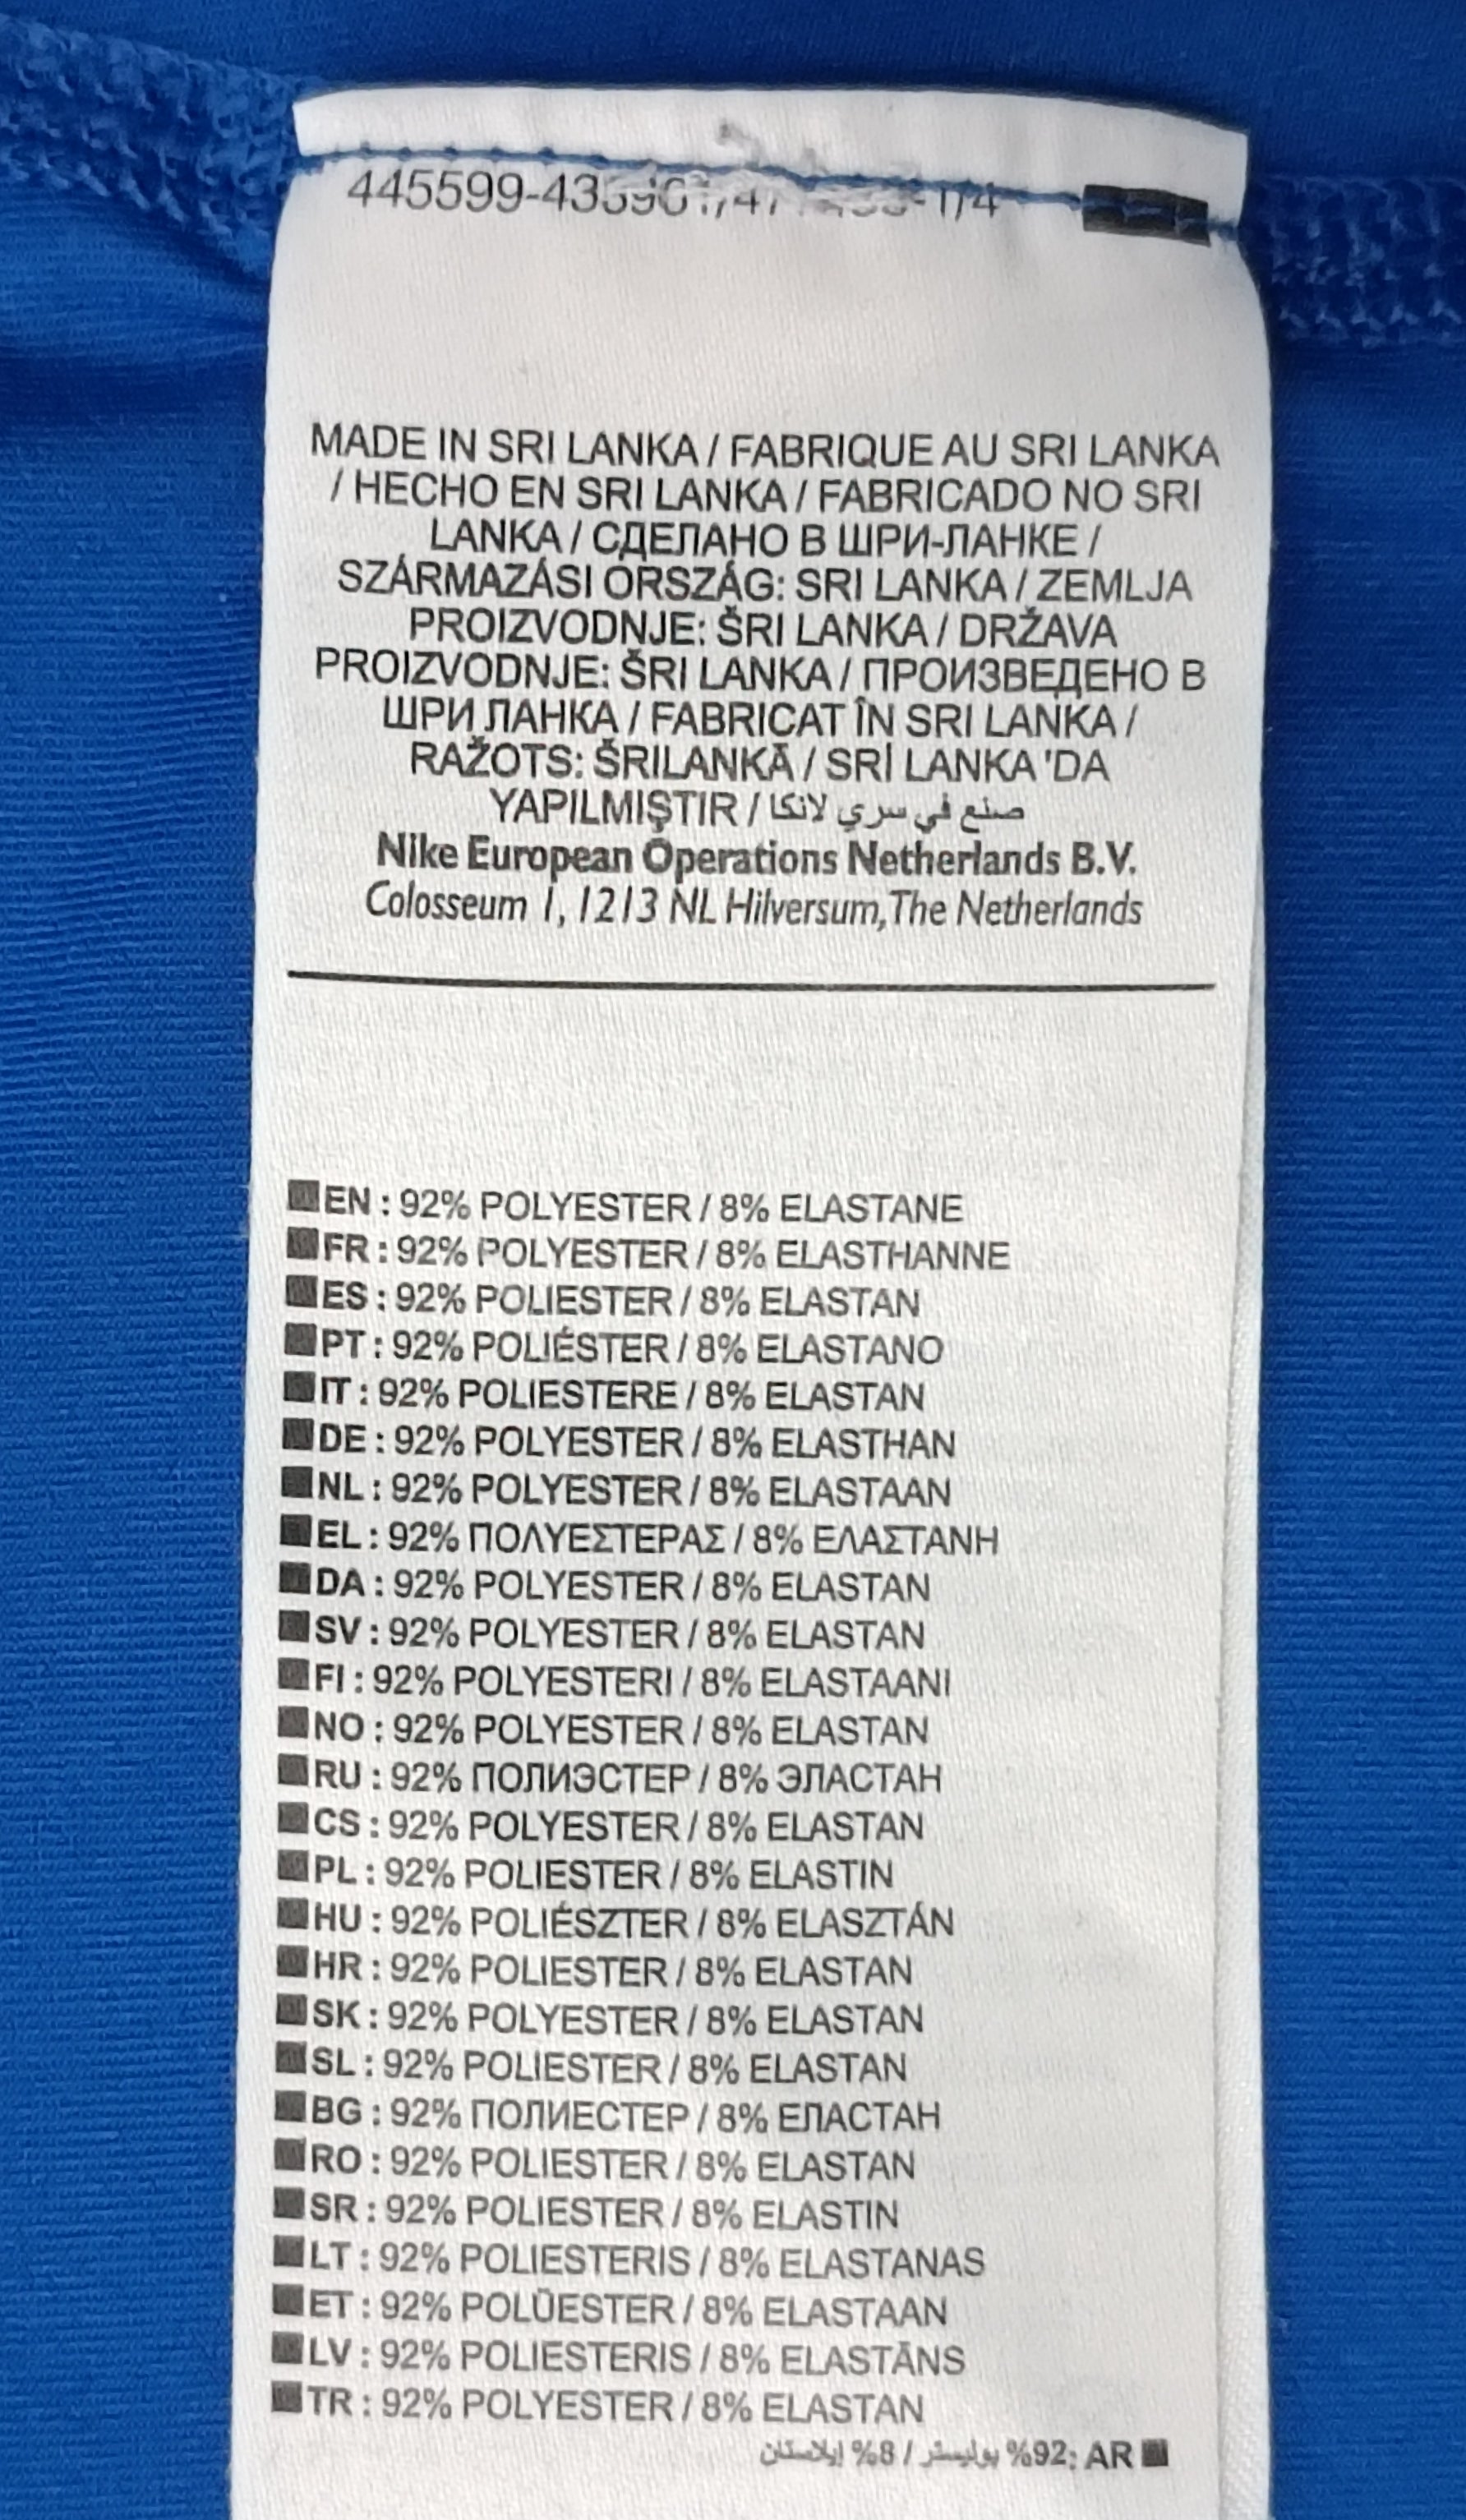 MADE IN SRI LANKA / FABRIQUE AU SRI LANKA
/ HECHO EN SRI LANKA / FABRICADO NO SRI
LANKA / СДЕЛАНО В ШРИ-ЛАНКЕ /
SZÁRMAZÁSI ORSZÁG: SRI LANKA / ZEMLJA
PROIZVODNJE: ŠRI LANKA / DRŽAVA
PROIZVODNJE: ŠRI LANKA / ПРОИЗВЕДЕНО В
ШРИ ЛАНКА / FABRICAT ÎN SRI LANKA /
RAŽOTS: ŠRILANKĀ / SRİ LANKA 'DA
YAPILMIŞTIR / صنع في سري لانكا
Nike European Operations Netherlands B.V.
Colosseum 1, 1213 NL Hilversum, The Netherlands
EN : 92% POLYESTER / 8% ELASTANE
FR : 92% POLYESTER / 8% ELASTHANNE
ES : 92% POLIESTER / 8% ELASTAN
PT : 92% POLIÉSTER / 8% ELASTANO
IT : 92% POLIESTERE / 8% ELASTAN
DE : 92% POLYESTER / 8% ELASTHAN
NL : 92% POLYESTER / 8% ELASTAAN
EL : 92% ΠΟΛΥΕΣΤΕΡΑΣ / 8% ΕΛΑΣΤΑΝΗ
DA : 92% POLYESTER / 8% ELASTAN
SV : 92% POLYESTER / 8% ELASTAN
FI : 92% POLYESTERI / 8% ELASTAANI
NO : 92% POLYESTER / 8% ELASTAN
RU : 92% ПОЛИЭСТЕР / 8% ЭЛАСТАН
CS : 92% POLYESTER / 8% ELASTAN
PL : 92% POLIESTER / 8% ELASTIN
HU : 92% POLIÉSZTER / 8% ELASZTÁN
HR : 92% POLIESTER / 8% ELASTAN
SK : 92% POLYESTER / 8% ELASTAN
SL : 92% POLIESTER / 8% ELASTAN
BG : 92% ПОЛИЕСТЕР / 8% ЕЛАСТАН
RO : 92% POLIESTER / 8% ELASTAN
SR : 92% POLIESTER / 8% ELASTIN
LT : 92% POLIESTERIS / 8% ELASTANAS
ET : 92% POLÜESTER / 8% ELASTAAN
LV : 92% POLIESTERIS / 8% ELASTĀNS
TR : 92% POLYESTER / 8% ELASTAN
AR :92% بوليستر / 8% إيلاستان